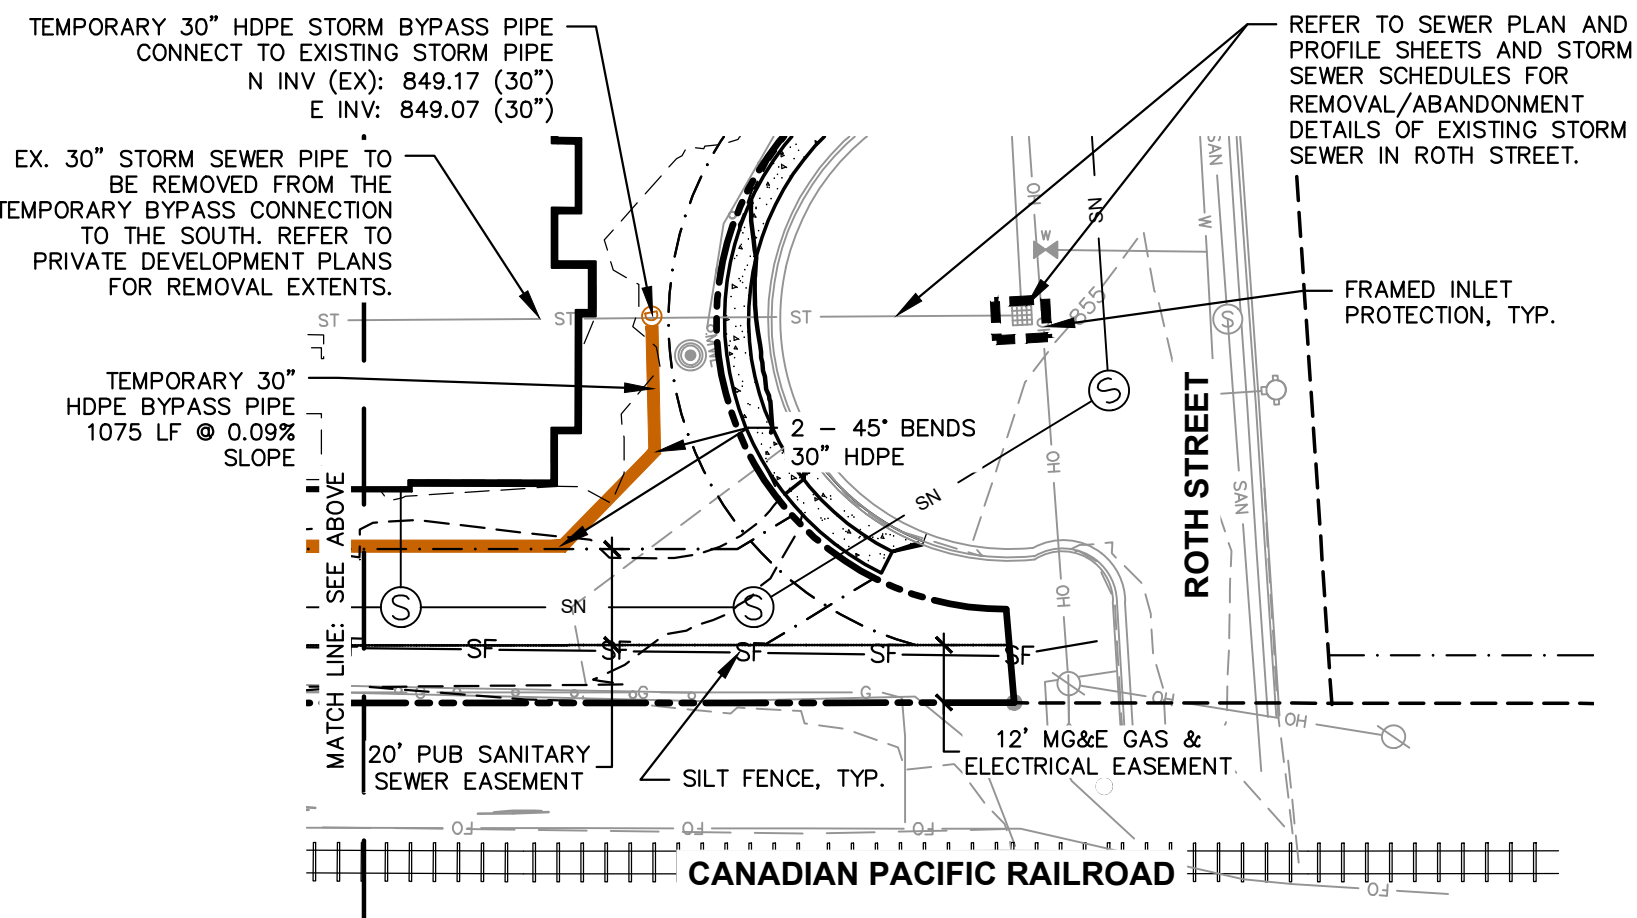 TEMPORARY 30" HDPE STORM BYPASS PIPE
CONNECT TO EXISTING STORM PIPE
N INV (EX): 849.17 (30")
E INV: 849.07 (30")
EX. 30" STORM SEWER PIPE TO
BE REMOVED FROM THE
TEMPORARY BYPASS CONNECTION
TO THE SOUTH. REFER TO
PRIVATE DEVELOPMENT PLANS
FOR REMOVAL EXTENTS.
REFER TO SEWER PLAN AND
PROFILE SHEETS AND STORM
SEWER SCHEDULES FOR
REMOVAL/ABANDONMENT
DETAILS OF EXISTING STORM
SEWER IN ROTH STREET.
FRAMED INLET
PROTECTION, TYP.
TEMPORARY 30"
HDPE BYPASS PIPE
1075 LF @ 0.09%
SLOPE
2 – 45° BENDS
30" HDPE
ST
ST
ST
OH
SN
SAN
W
W
855
S
S
OH
SN
SAN
ROTH STREET
MATCH LINE: SEE ABOVE
S
SN
S
OH
SF
SF
SF
SF
SF
G
G
G
OH
OH
20' PUB SANITARY
SEWER EASEMENT
SILT FENCE, TYP.
12' MG&E GAS &
ELECTRICAL EASEMENT
FO
FO
FO
FO
CANADIAN PACIFIC RAILROAD